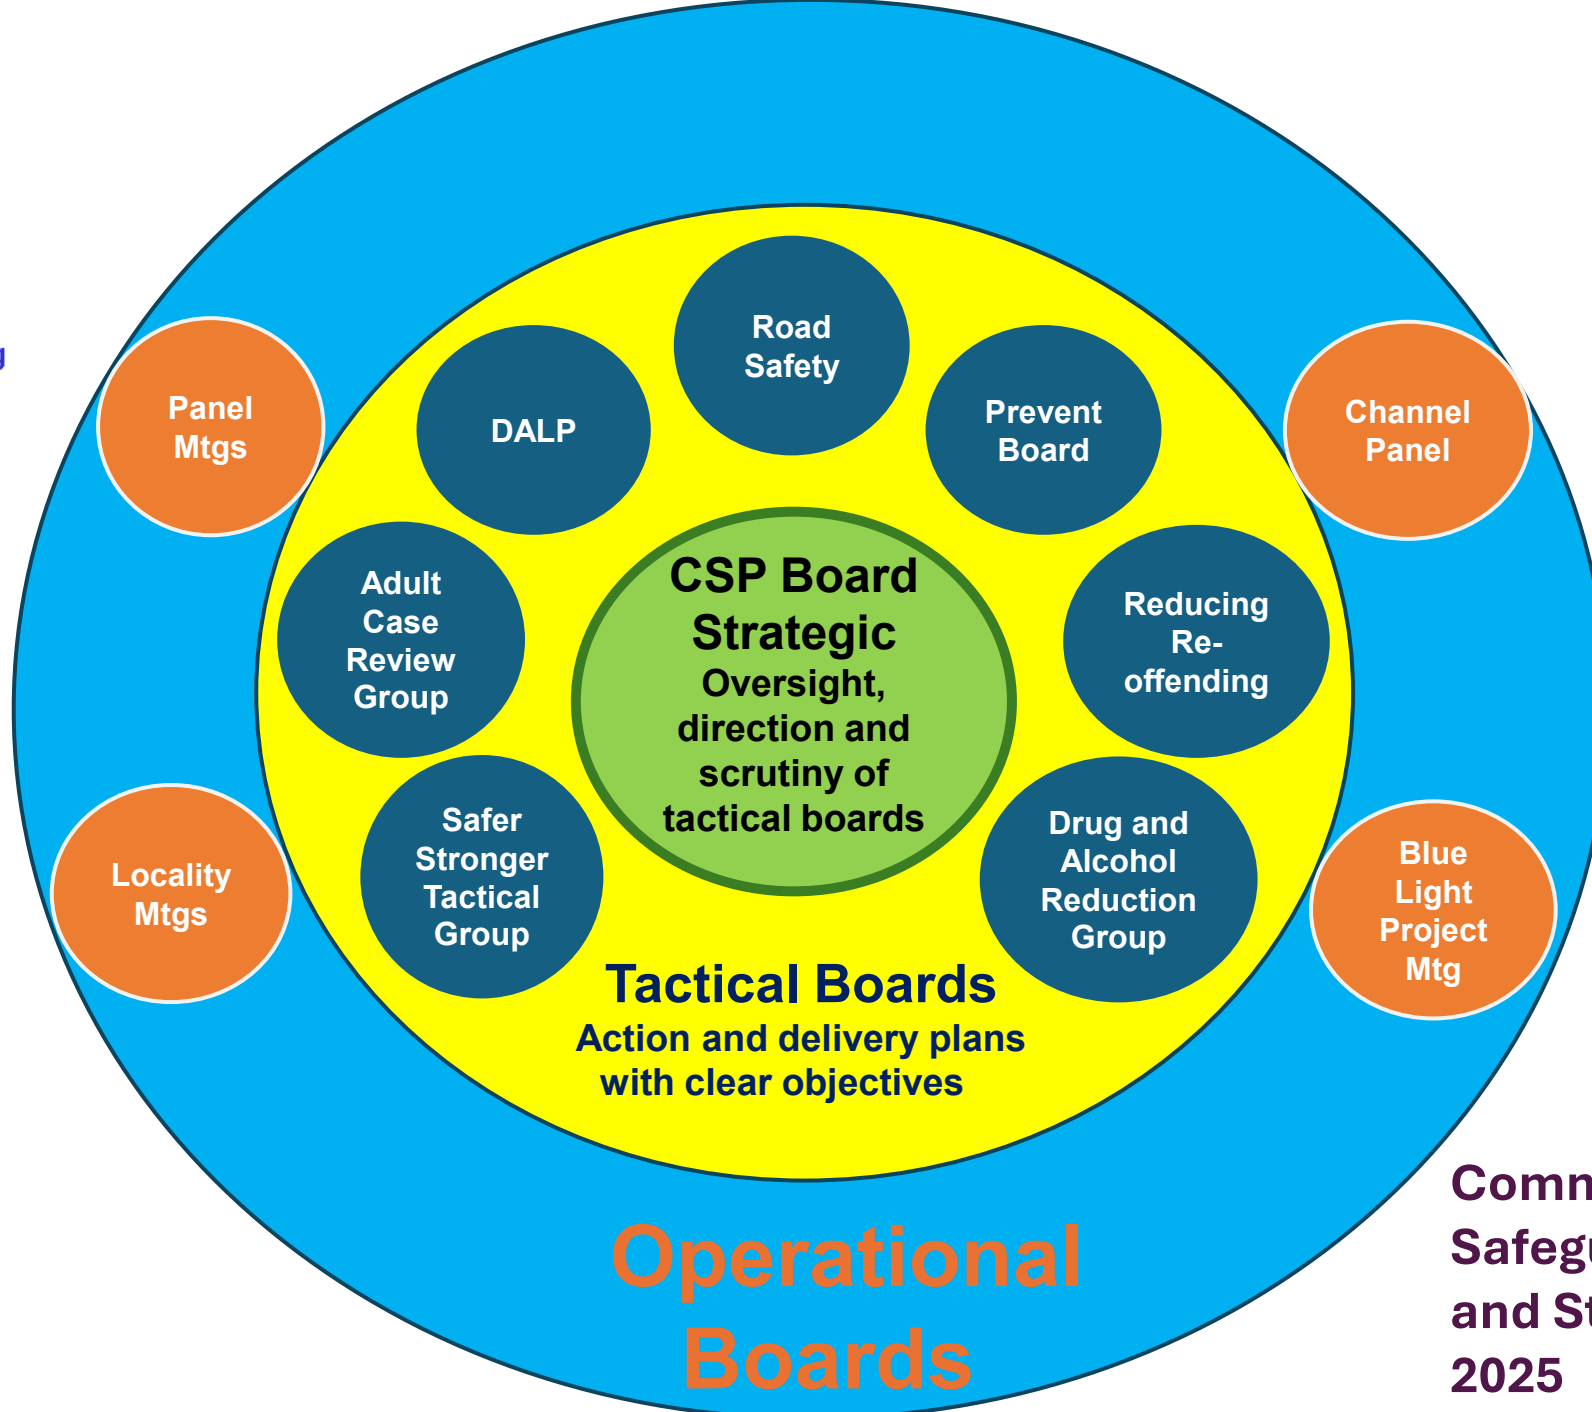 Road
Safety
DALP
Prevent
Board
Panel
Mtgs
Channel
Panel
Adult
Case
Review
Group
CSP Board
Strategic
Oversight,
direction and
scrutiny of
tactical boards
Reducing
Re-
offending
Safer
Stronger
Tactical
Group
Drug and
Alcohol
Reduction
Group
Locality
Mtgs
Blue
Light
Project
Mtg
Tactical Boards
Action and delivery plans
with clear objectives
Operational
Boards
and
2025